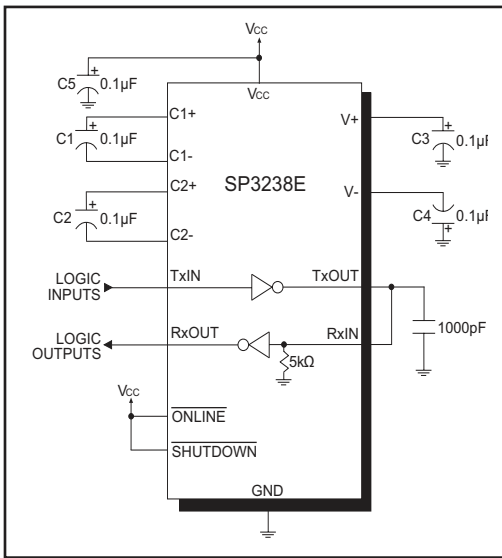 VCC
C5
+
0.1µF
VCC
C1
+
0.1µF
C1+
C1-
C2
+
0.1µF
C2+
C2-
SP3238E
V+
C3
+
0.1µF
V-
C4
+
0.1µF
LOGIC
INPUTS
TxIN
TxOUT
LOGIC
OUTPUTS
RxOUT
RxIN
5kΩ
1000pF
VCC
ONLINE
SHUTDOWN
GND